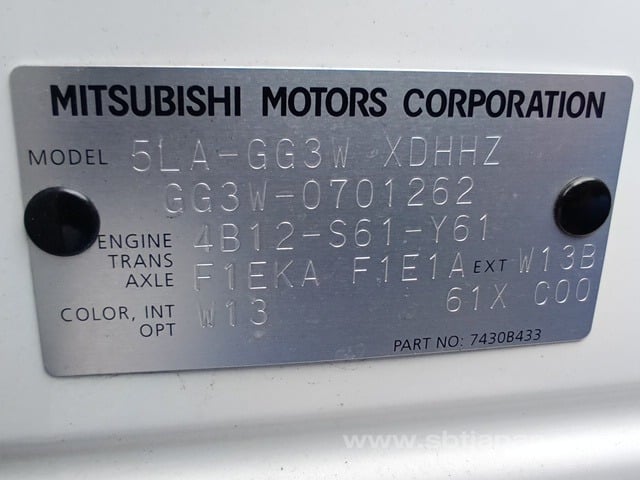 MITSUBISHI MOTORS CORPORATION
MODEL 5LA-GG3W XDHHZ
GG3W-0701262
ENGINE 4B12-S61-Y61
TRANS AXLE F1EKA F1E1A EXT W13B
COLOR, INT OPT W13 61X C00
PART NO: 7430B433